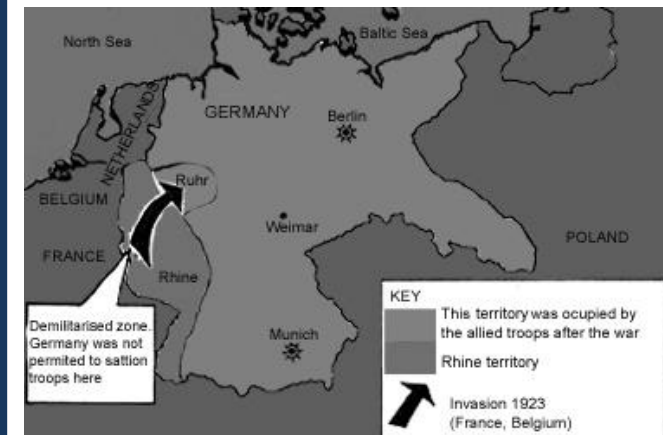 North Sea
Baltic Sea
GERMANY
Berlin
NETHERLANDS
Ruhr
BELGIUM
Weimar
POLAND
FRANCE
Rhine
Munich
Demilitarised zone.
Germany was not
permited to sattion
troops here
KEY
This territory was ocupied by
the allied troops after the war
Rhine territory
Invasion 1923
(France, Belgium)